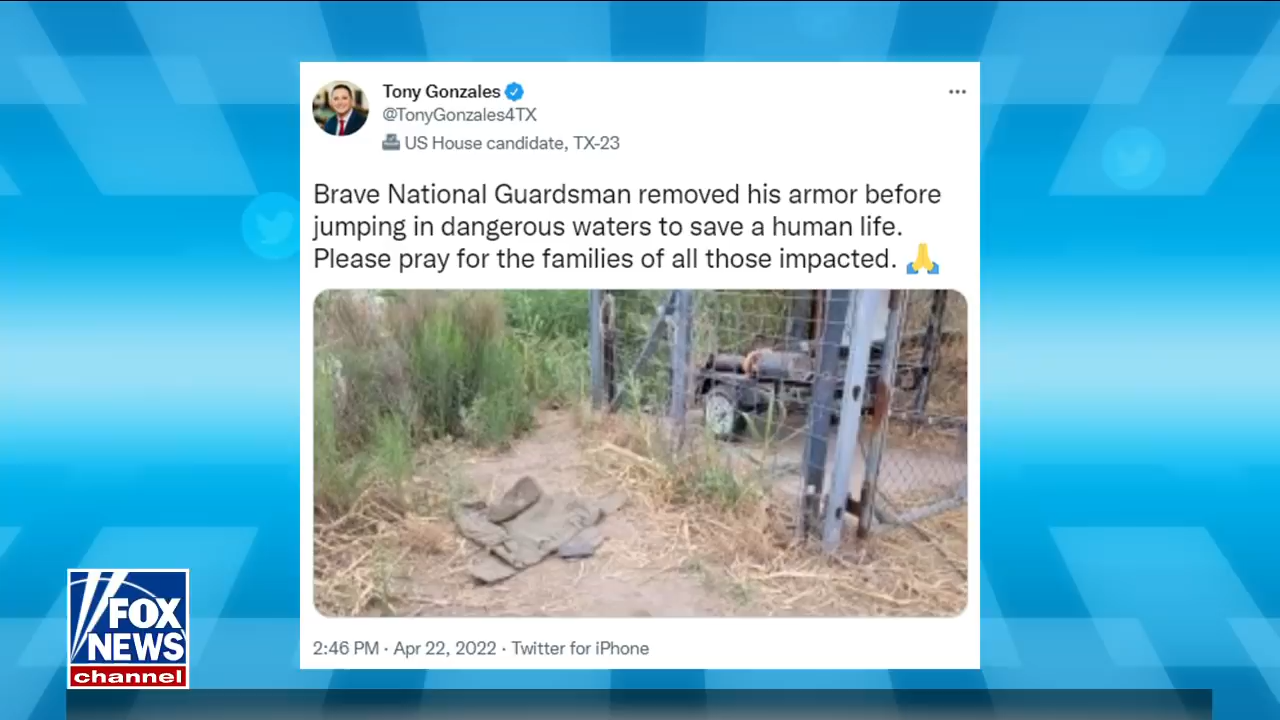 Tony Gonzales
@TonyGonzales4TX
US House candidate, TX-23
Brave National Guardsman removed his armor before
jumping in dangerous waters to save a human life.
Please pray for the families of all those impacted. 🙏
2:46 PM · Apr 22, 2022 · Twitter for iPhone
FOX
NEWS
channel